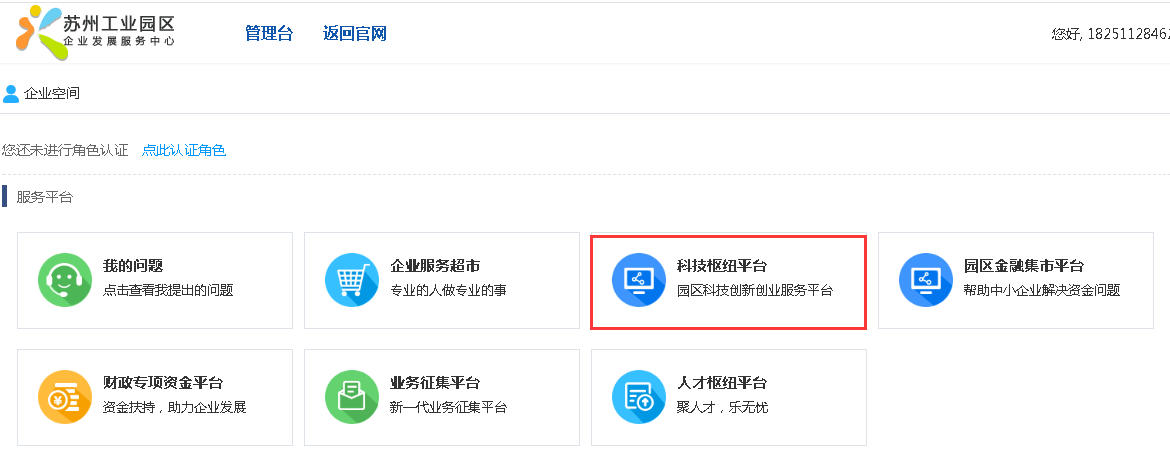 苏州工业园区
企业发展服务中心
管理台 返回官网
您好, 1825112846
企业空间
您还未进行角色认证 点此认证角色
服务平台
我的问题
点击查看我提出的问题
企业服务超市
专业的人做专业的事
科技枢纽平台
园区科技创新创业服务平台
园区金融集市平台
帮助中小企业解决资金问题
财政专项资金平台
资金扶持，助力企业发展
业务征集平台
新一代业务征集平台
人才枢纽平台
聚人才，乐无忧